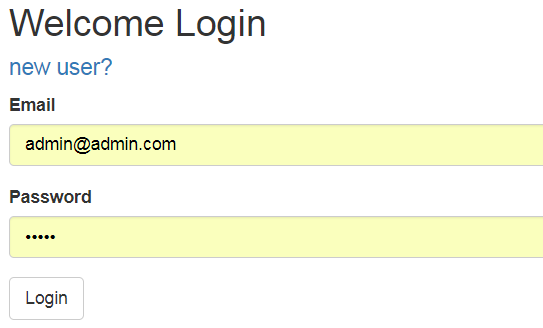 Welcome Login
new user?
Email
admin@admin.com
Password
•••••
Login